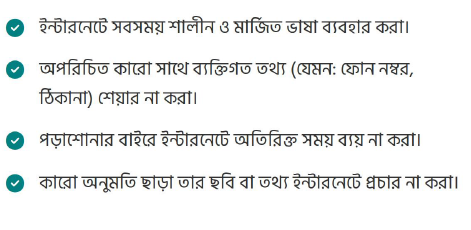 ইন্টারনেটে সবসময় শালীন ও মার্জিত ভাষা ব্যবহার করা।
অপরিচিত কারো সাথে ব্যক্তিগত তথ্য (যেমন: ফোন নম্বর,
ঠিকানা) শেয়ার না করা।
পড়াশোনার বাইরে ইন্টারনেটে অতিরিক্ত সময় ব্যয় না করা।
কারো অনুমতি ছাড়া তার ছবি বা তথ্য ইন্টারনেটে প্রচার না করা।